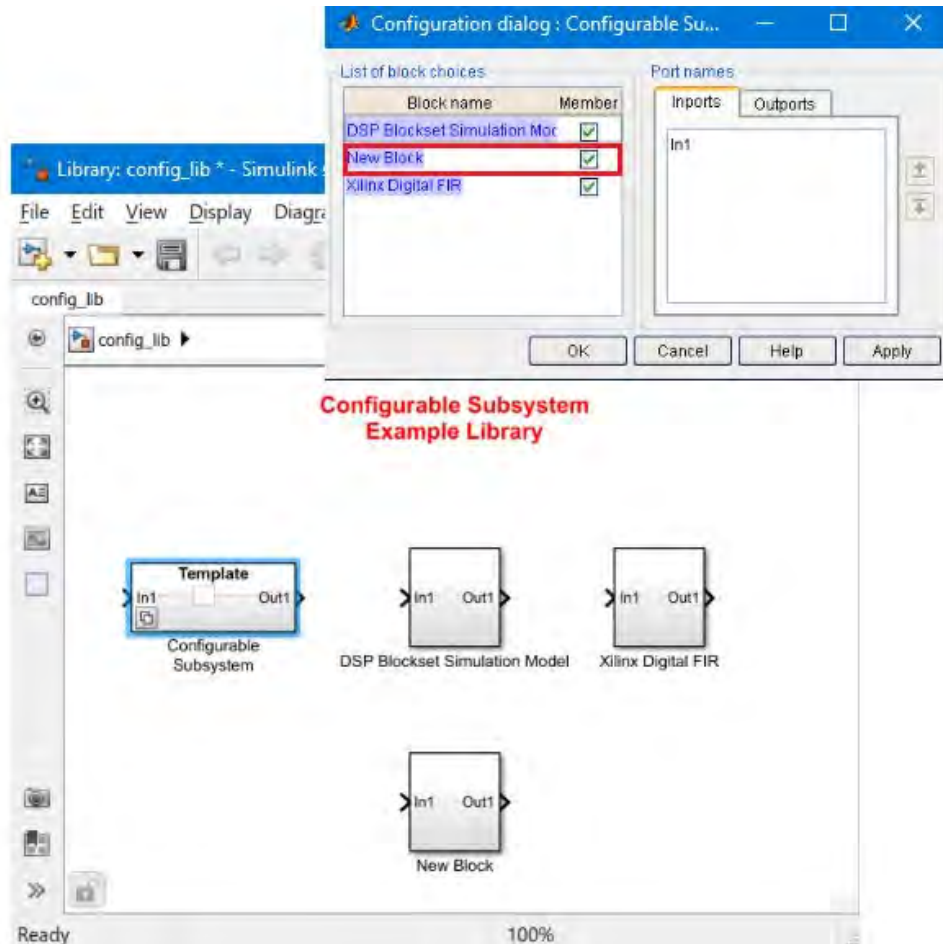 Configuration dialog : Configurable Su...
List of block choices
Port names
Block name Member
Inports Outports
DSP Blockset Simulation Moc
In1
New Block
Xilinx Digital FIR
OK Cancel Help Apply
Library: config_lib * - Simulink
File Edit View Display Diagra
config_lib
config_lib
Configurable Subsystem
Example Library
Template
In1 Out1
Configurable
Subsystem
In1 Out1
DSP Blockset Simulation Model
In1 Out1
Xilinx Digital FIR
In1 Out1
New Block
Ready 100%